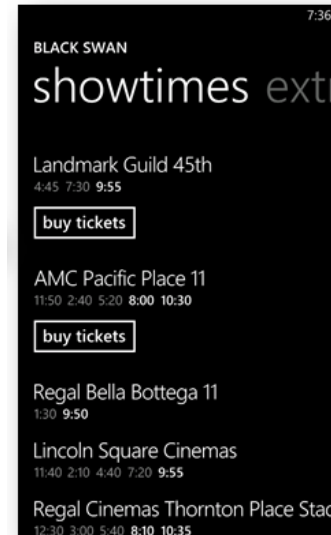 7:36
BLACK SWAN
showtimes extr
Landmark Guild 45th
4:45 7:30 9:55
buy tickets
AMC Pacific Place 11
11:50 2:40 5:20 8:00 10:30
buy tickets
Regal Bella Bottega 11
1:30 9:50
Lincoln Square Cinemas
11:40 2:10 4:40 7:20 9:55
Regal Cinemas Thornton Place Stad
12:30 3:00 5:40 8:10 10:35